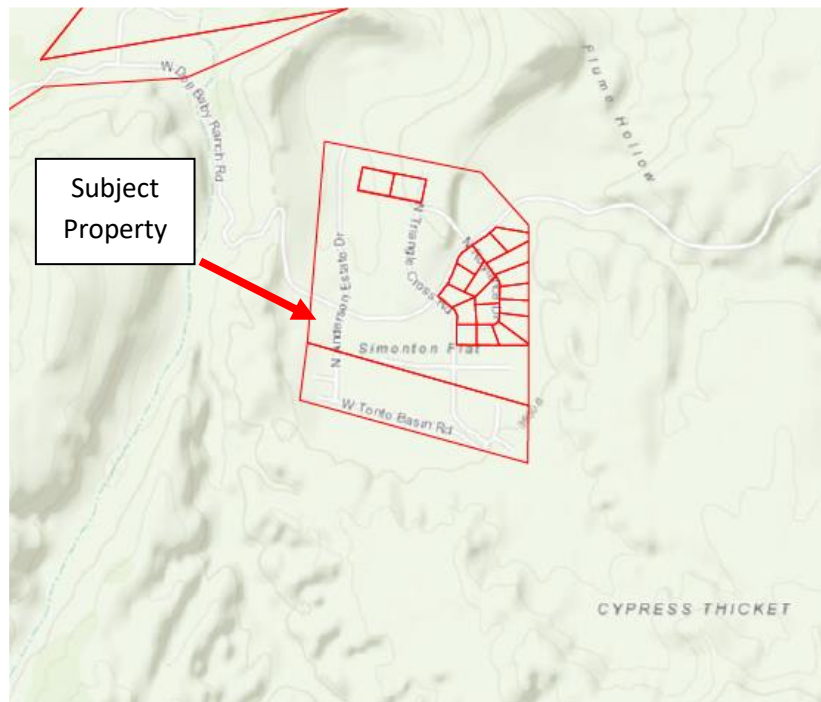 Flume Hollow
W Doll Baby Ranch Rd
Subject
Property
N Anderson Estate Dr
N Triangle Cross Rd
Simonton Flat
W Tonto Basin Rd
CYPRESS THICKET